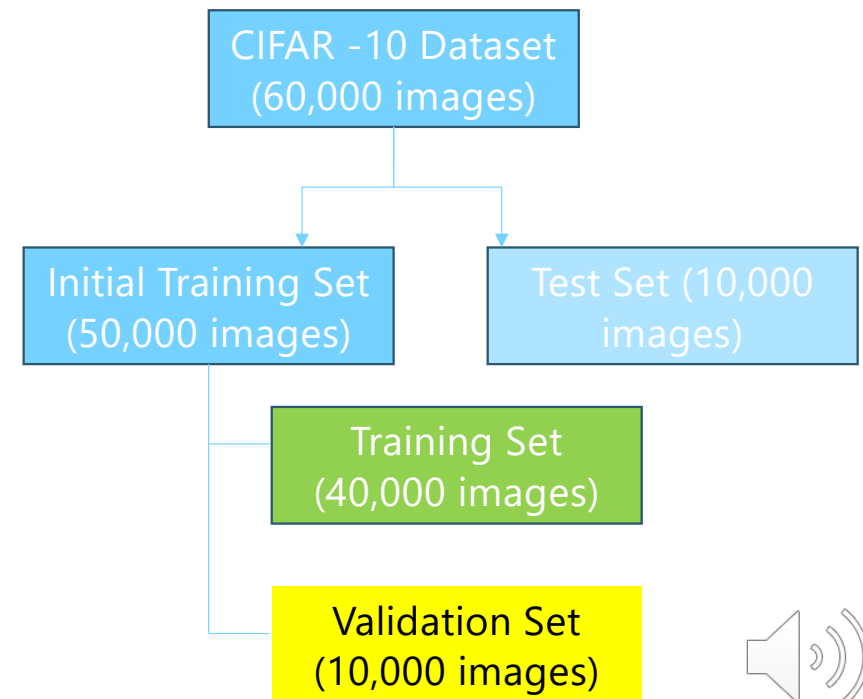 CIFAR -10 Dataset
(60,000 images)
Initial Training Set
(50,000 images)
Test Set (10,000
images)
Training Set
(40,000 images)
Validation Set
(10,000 images)